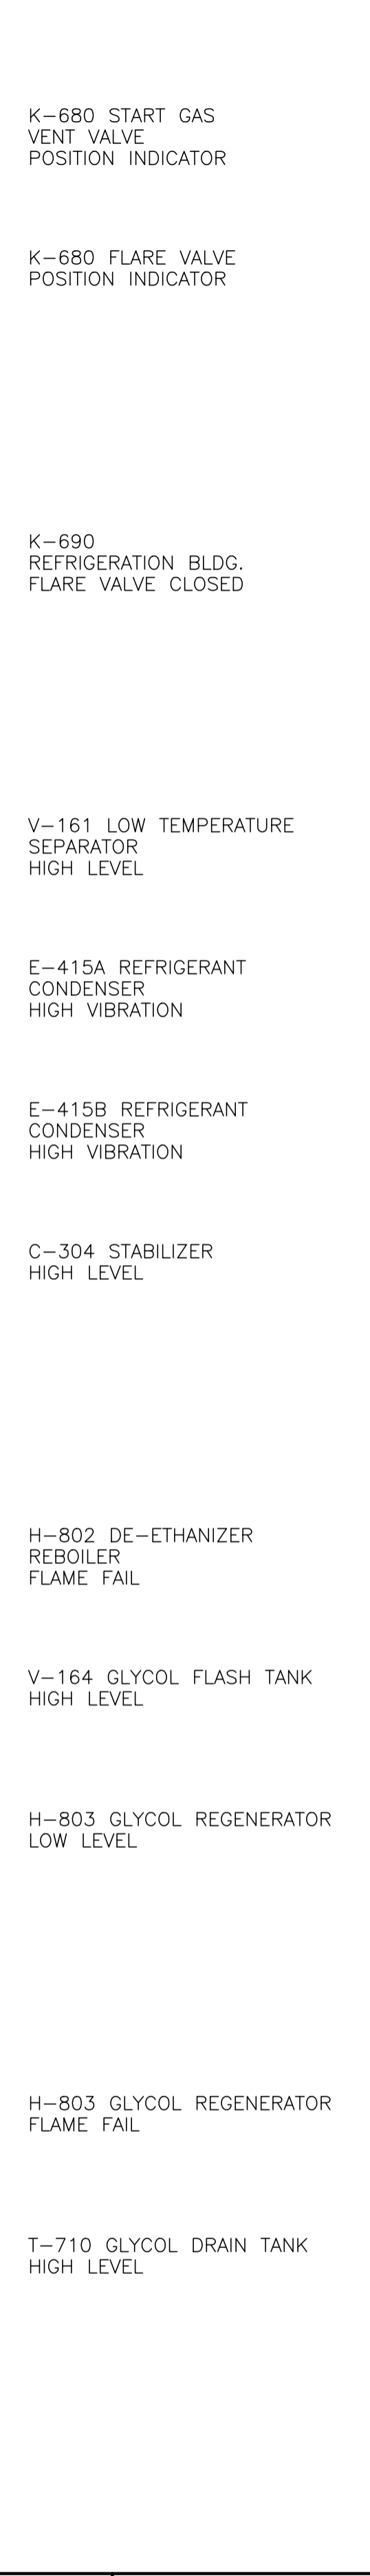 K-680 START GAS
VENT VALVE
POSITION INDICATOR
K-680 FLARE VALVE
POSITION INDICATOR
K-690
REFRIGERATION BLDG.
FLARE VALVE CLOSED
V-161 LOW TEMPERATURE
SEPARATOR
HIGH LEVEL
E-415A REFRIGERANT
CONDENSER
HIGH VIBRATION
E-415B REFRIGERANT
CONDENSER
HIGH VIBRATION
C-304 STABILIZER
HIGH LEVEL
H-802 DE-ETHANIZER
REBOILER
FLAME FAIL
V-164 GLYCOL FLASH TANK
HIGH LEVEL
H-803 GLYCOL REGENERATOR
LOW LEVEL
H-803 GLYCOL REGENERATOR
FLAME FAIL
T-710 GLYCOL DRAIN TANK
HIGH LEVEL